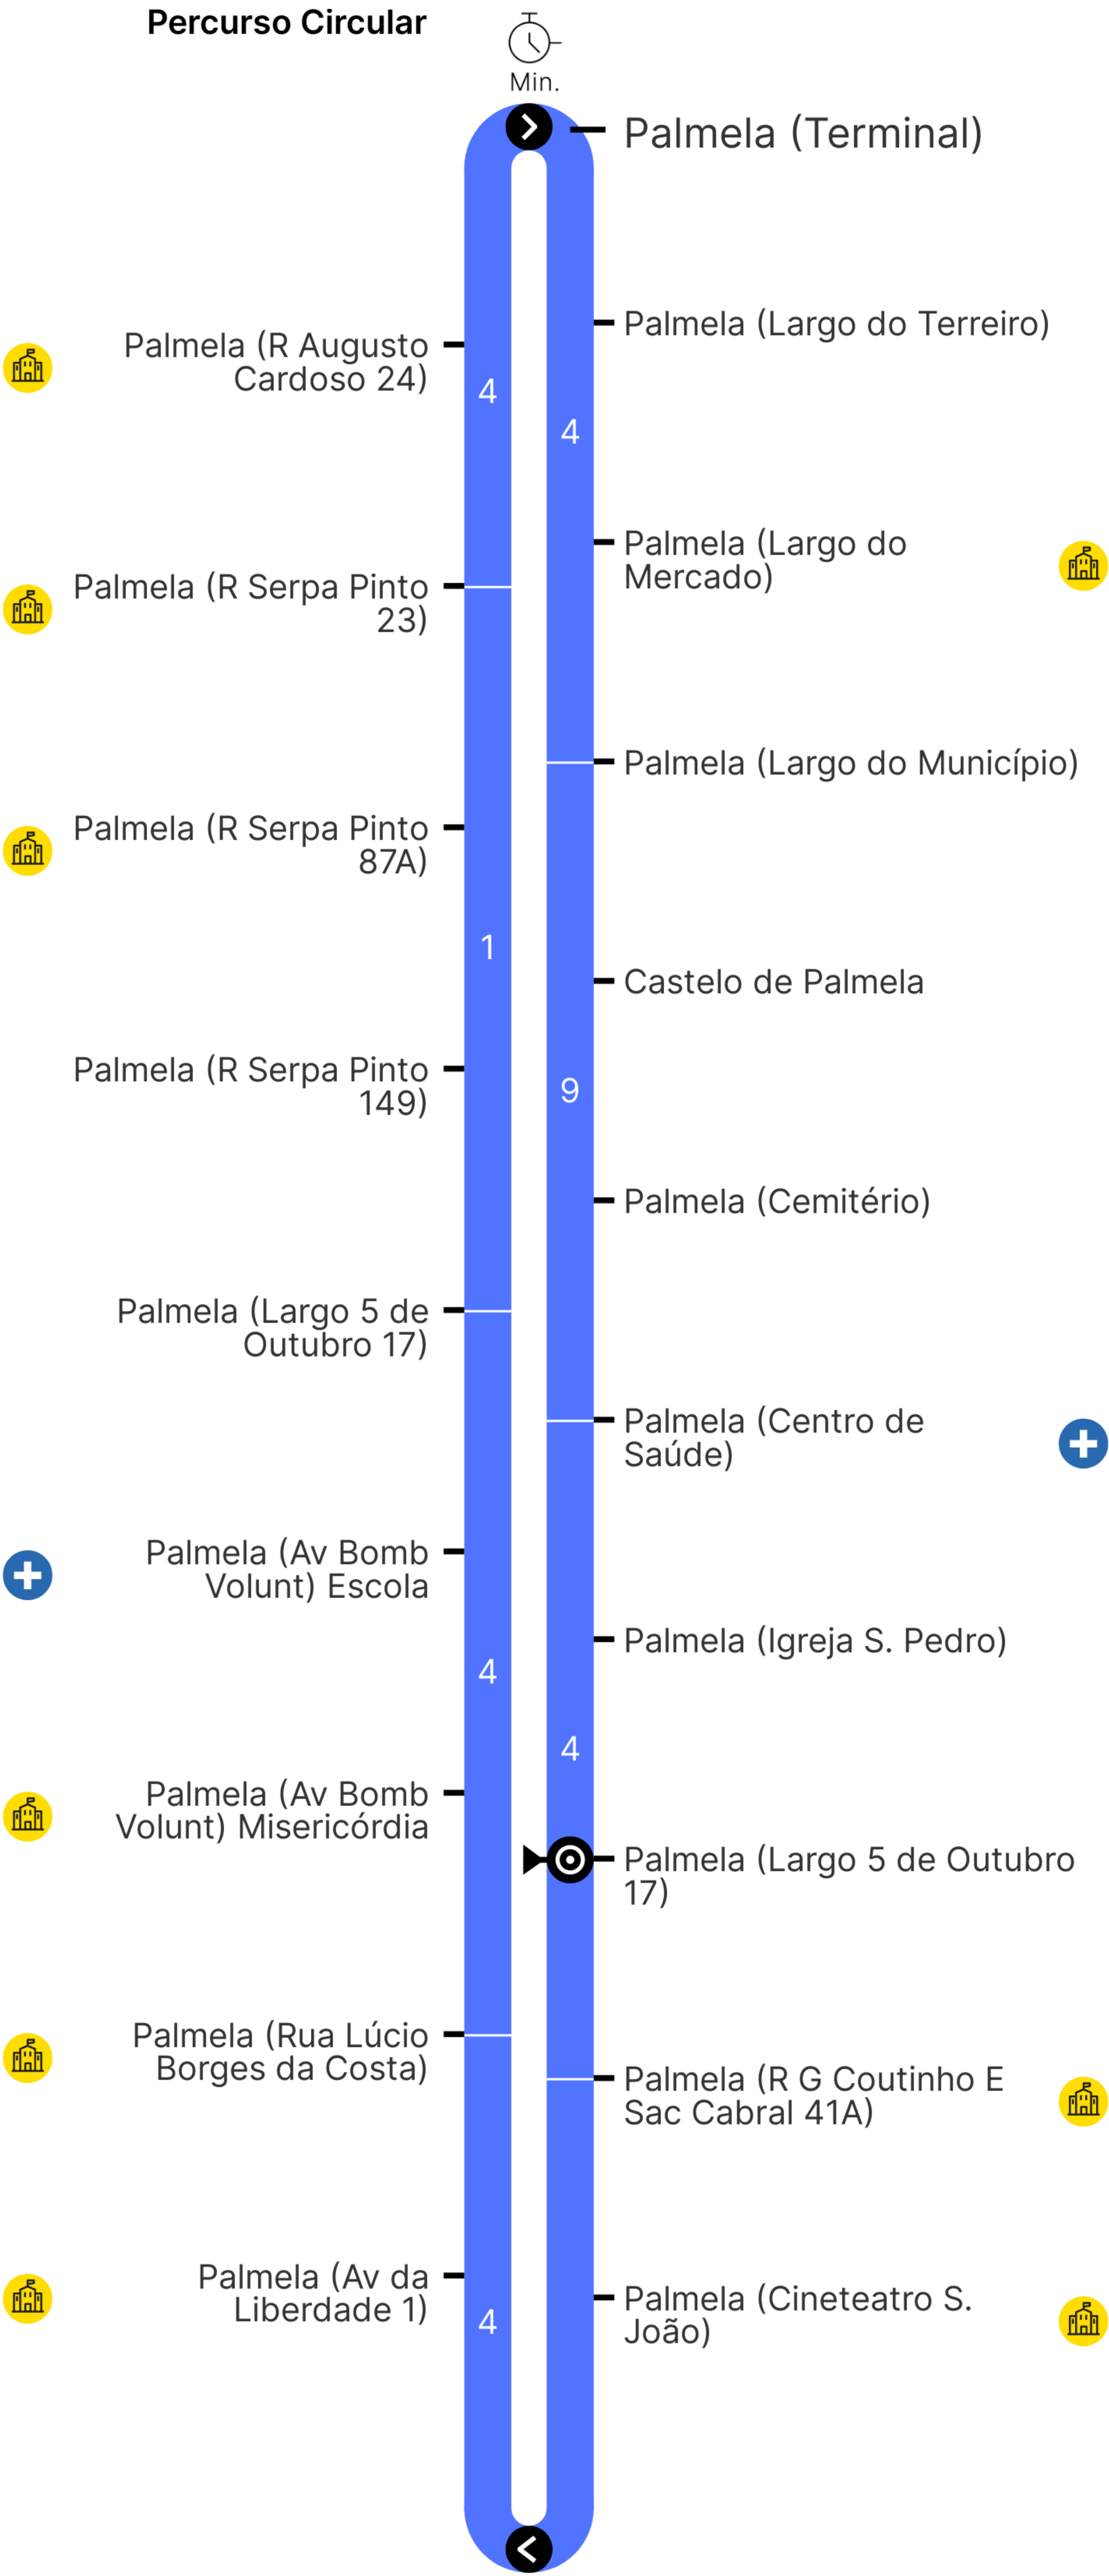 Percurso Circular
Min.
Palmela (Terminal)
Palmela (Largo do Terreiro)
Palmela (R Augusto
Cardoso 24)
4
4
Palmela (Largo do
Mercado)
Palmela (R Serpa Pinto
23)
Palmela (Largo do Município)
Palmela (R Serpa Pinto
87A)
1
Castelo de Palmela
Palmela (R Serpa Pinto
149)
9
Palmela (Cemitério)
Palmela (Largo 5 de
Outubro 17)
Palmela (Centro de
Saúde)
Palmela (Av Bomb
Volunt) Escola
Palmela (Igreja S. Pedro)
4
4
Palmela (Av Bomb
Volunt) Misericórdia
Palmela (Largo 5 de Outubro
17)
Palmela (Rua Lúcio
Borges da Costa)
Palmela (R G Coutinho E
Sac Cabral 41A)
Palmela (Av da
Liberdade 1)
4
Palmela (Cineteatro S.
João)